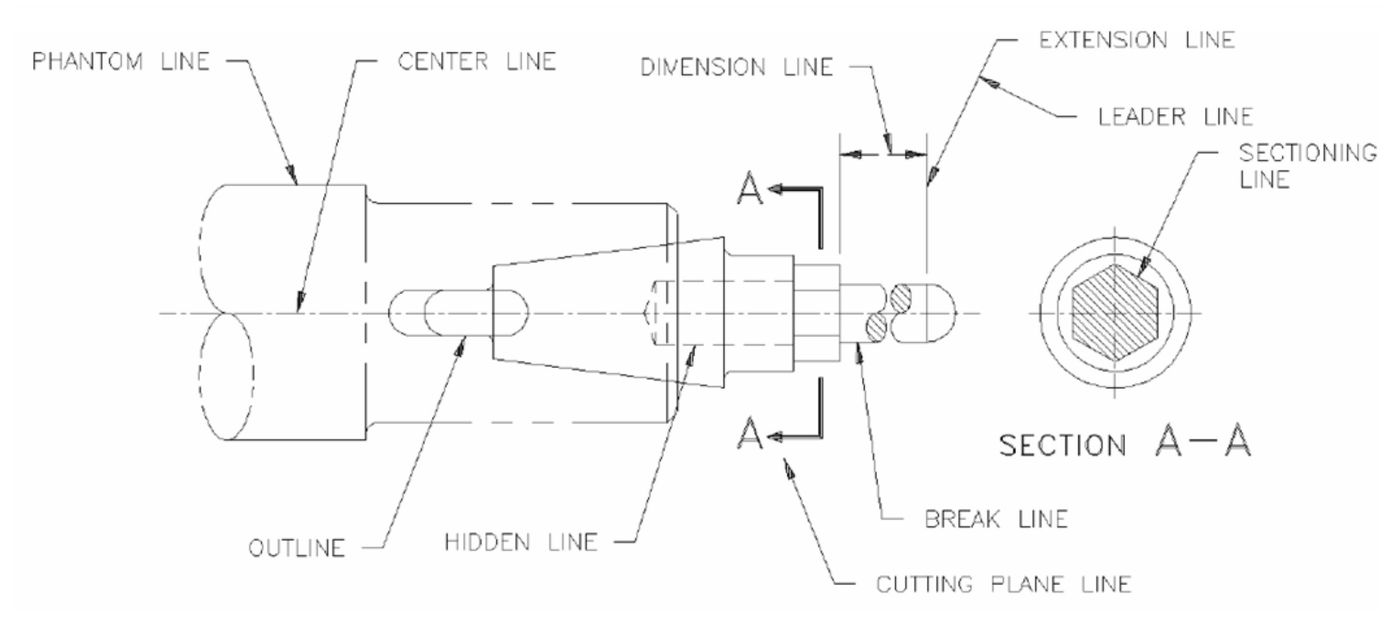 EXTENSION LINE
PHANTOM LINE
CENTER LINE
DIMENSION LINE
LEADER LINE
SECTIONING
LINE
A
A
SECTION A-A
BREAK LINE
OUTLINE
HIDDEN LINE
CUTTING PLANE LINE